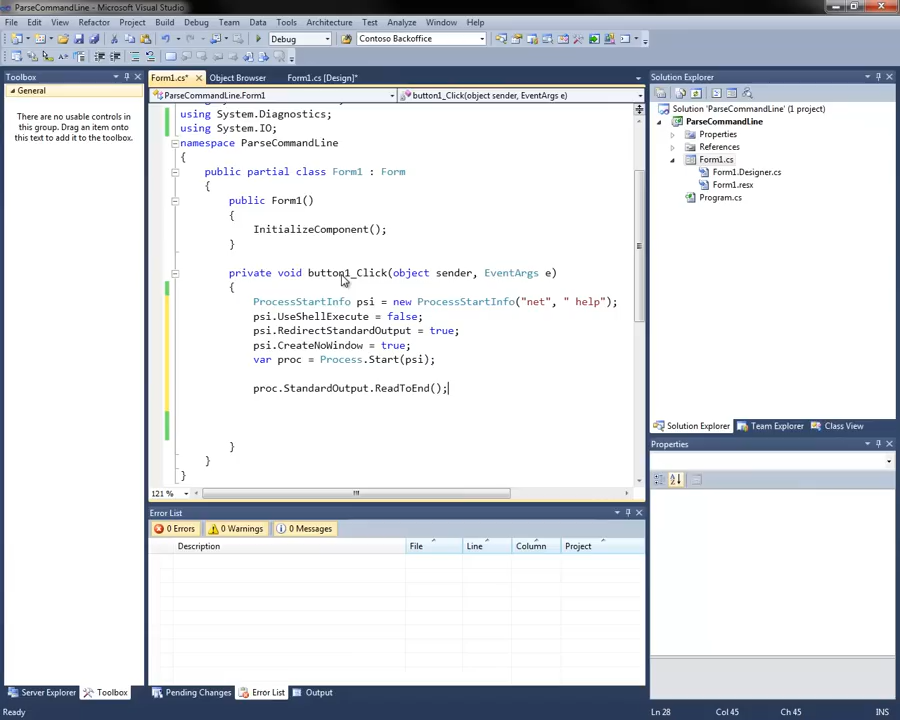 ParseCommandLine - Microsoft Visual Studio
File Edit View Refactor Project Build Debug Team Data Tools Architecture Test Analyze Window Help
Debug Contoso Backoffice
Toolbox
General
There are no usable controls in this group. Drag an item onto this text to add it to the toolbox.
Form1.cs* Object Browser Form1.cs [Design]*
ParseCommandLine.Form1 button1_Click(object sender, EventArgs e)
using System.Diagnostics;
using System.IO;
namespace ParseCommandLine
{
public partial class Form1 : Form
{
public Form1()
{
InitializeComponent();
}
private void button1_Click(object sender, EventArgs e)
{
ProcessStartInfo psi = new ProcessStartInfo("net", " help");
psi.UseShellExecute = false;
psi.RedirectStandardOutput = true;
psi.CreateNoWindow = true;
var proc = Process.Start(psi);
proc.StandardOutput.ReadToEnd();
}
}
}
121 %
Error List
0 Errors 0 Warnings 0 Messages
Description File Line Column Project
Solution Explorer
Solution 'ParseCommandLine' (1 project)
ParseCommandLine
Properties
References
Form1.cs
Form1.Designer.cs
Form1.resx
Program.cs
Solution Explorer Team Explorer Class View
Properties
Server Explorer Toolbox Pending Changes Error List Output
Ready Ln 28 Col 45 Ch 45 INS